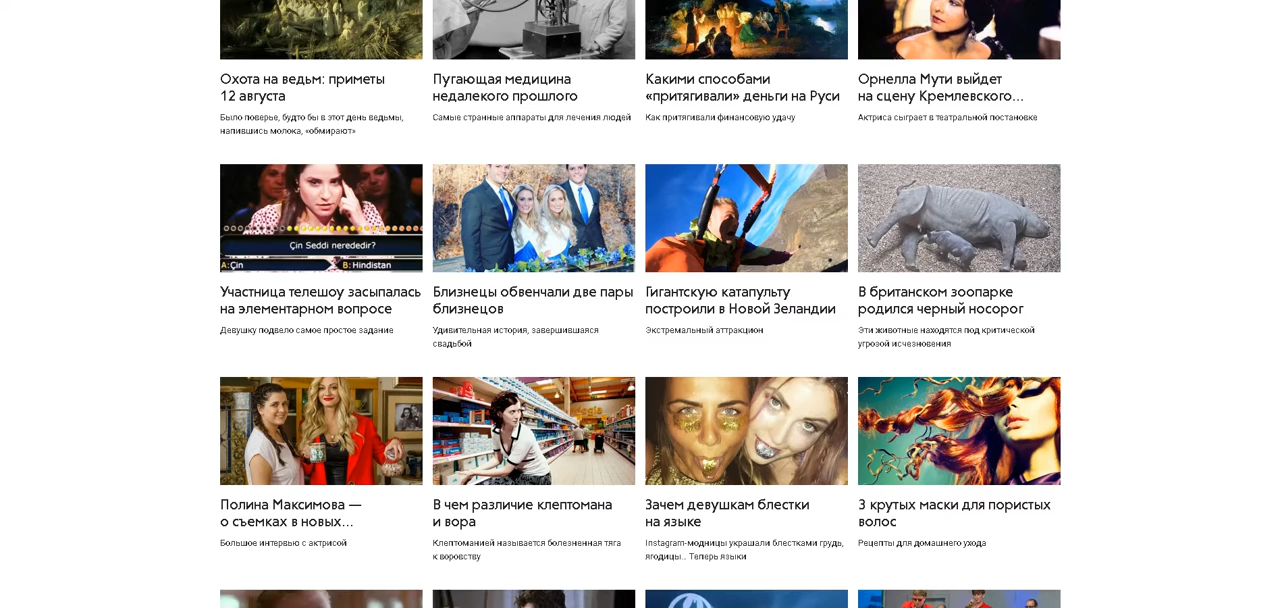 Охота на ведьм: приметы
12 августа
Было поверье, будто бы в этот день ведьмы,
напившись молока, «обмирают»
Пугающая медицина
недалекого прошлого
Самые странные аппараты для лечения людей
Какими способами
«притягивали» деньги на Руси
Как притягивали финансовую удачу
Орнелла Мути выйдет
на сцену Кремлевского...
Актриса сыграет в театральной постановке
Çin Seddi nerededir?
A:Çin
B:Hindistan
Участница телешоу засыпалась
на элементарном вопросе
Девушку подвело самое простое задание
Близнецы обвенчали две пары
близнецов
Удивительная история, завершившаяся
свадьбой
Гигантскую катапульту
построили в Новой Зеландии
Экстремальный аттракцион
В британском зоопарке
родился черный носорог
Эти животные находятся под критической
угрозой исчезновения
Полина Максимова —
о съемках в новых...
Большое интервью с актрисой
В чем различие клептомана
и вора
Клептоманией называется болезненная тяга
к воровству
Зачем девушкам блестки
на языке
Instagram-модницы украшали блестками грудь,
ягодицы... Теперь языки
3 крутых маски для пористых
волос
Рецепты для домашнего ухода